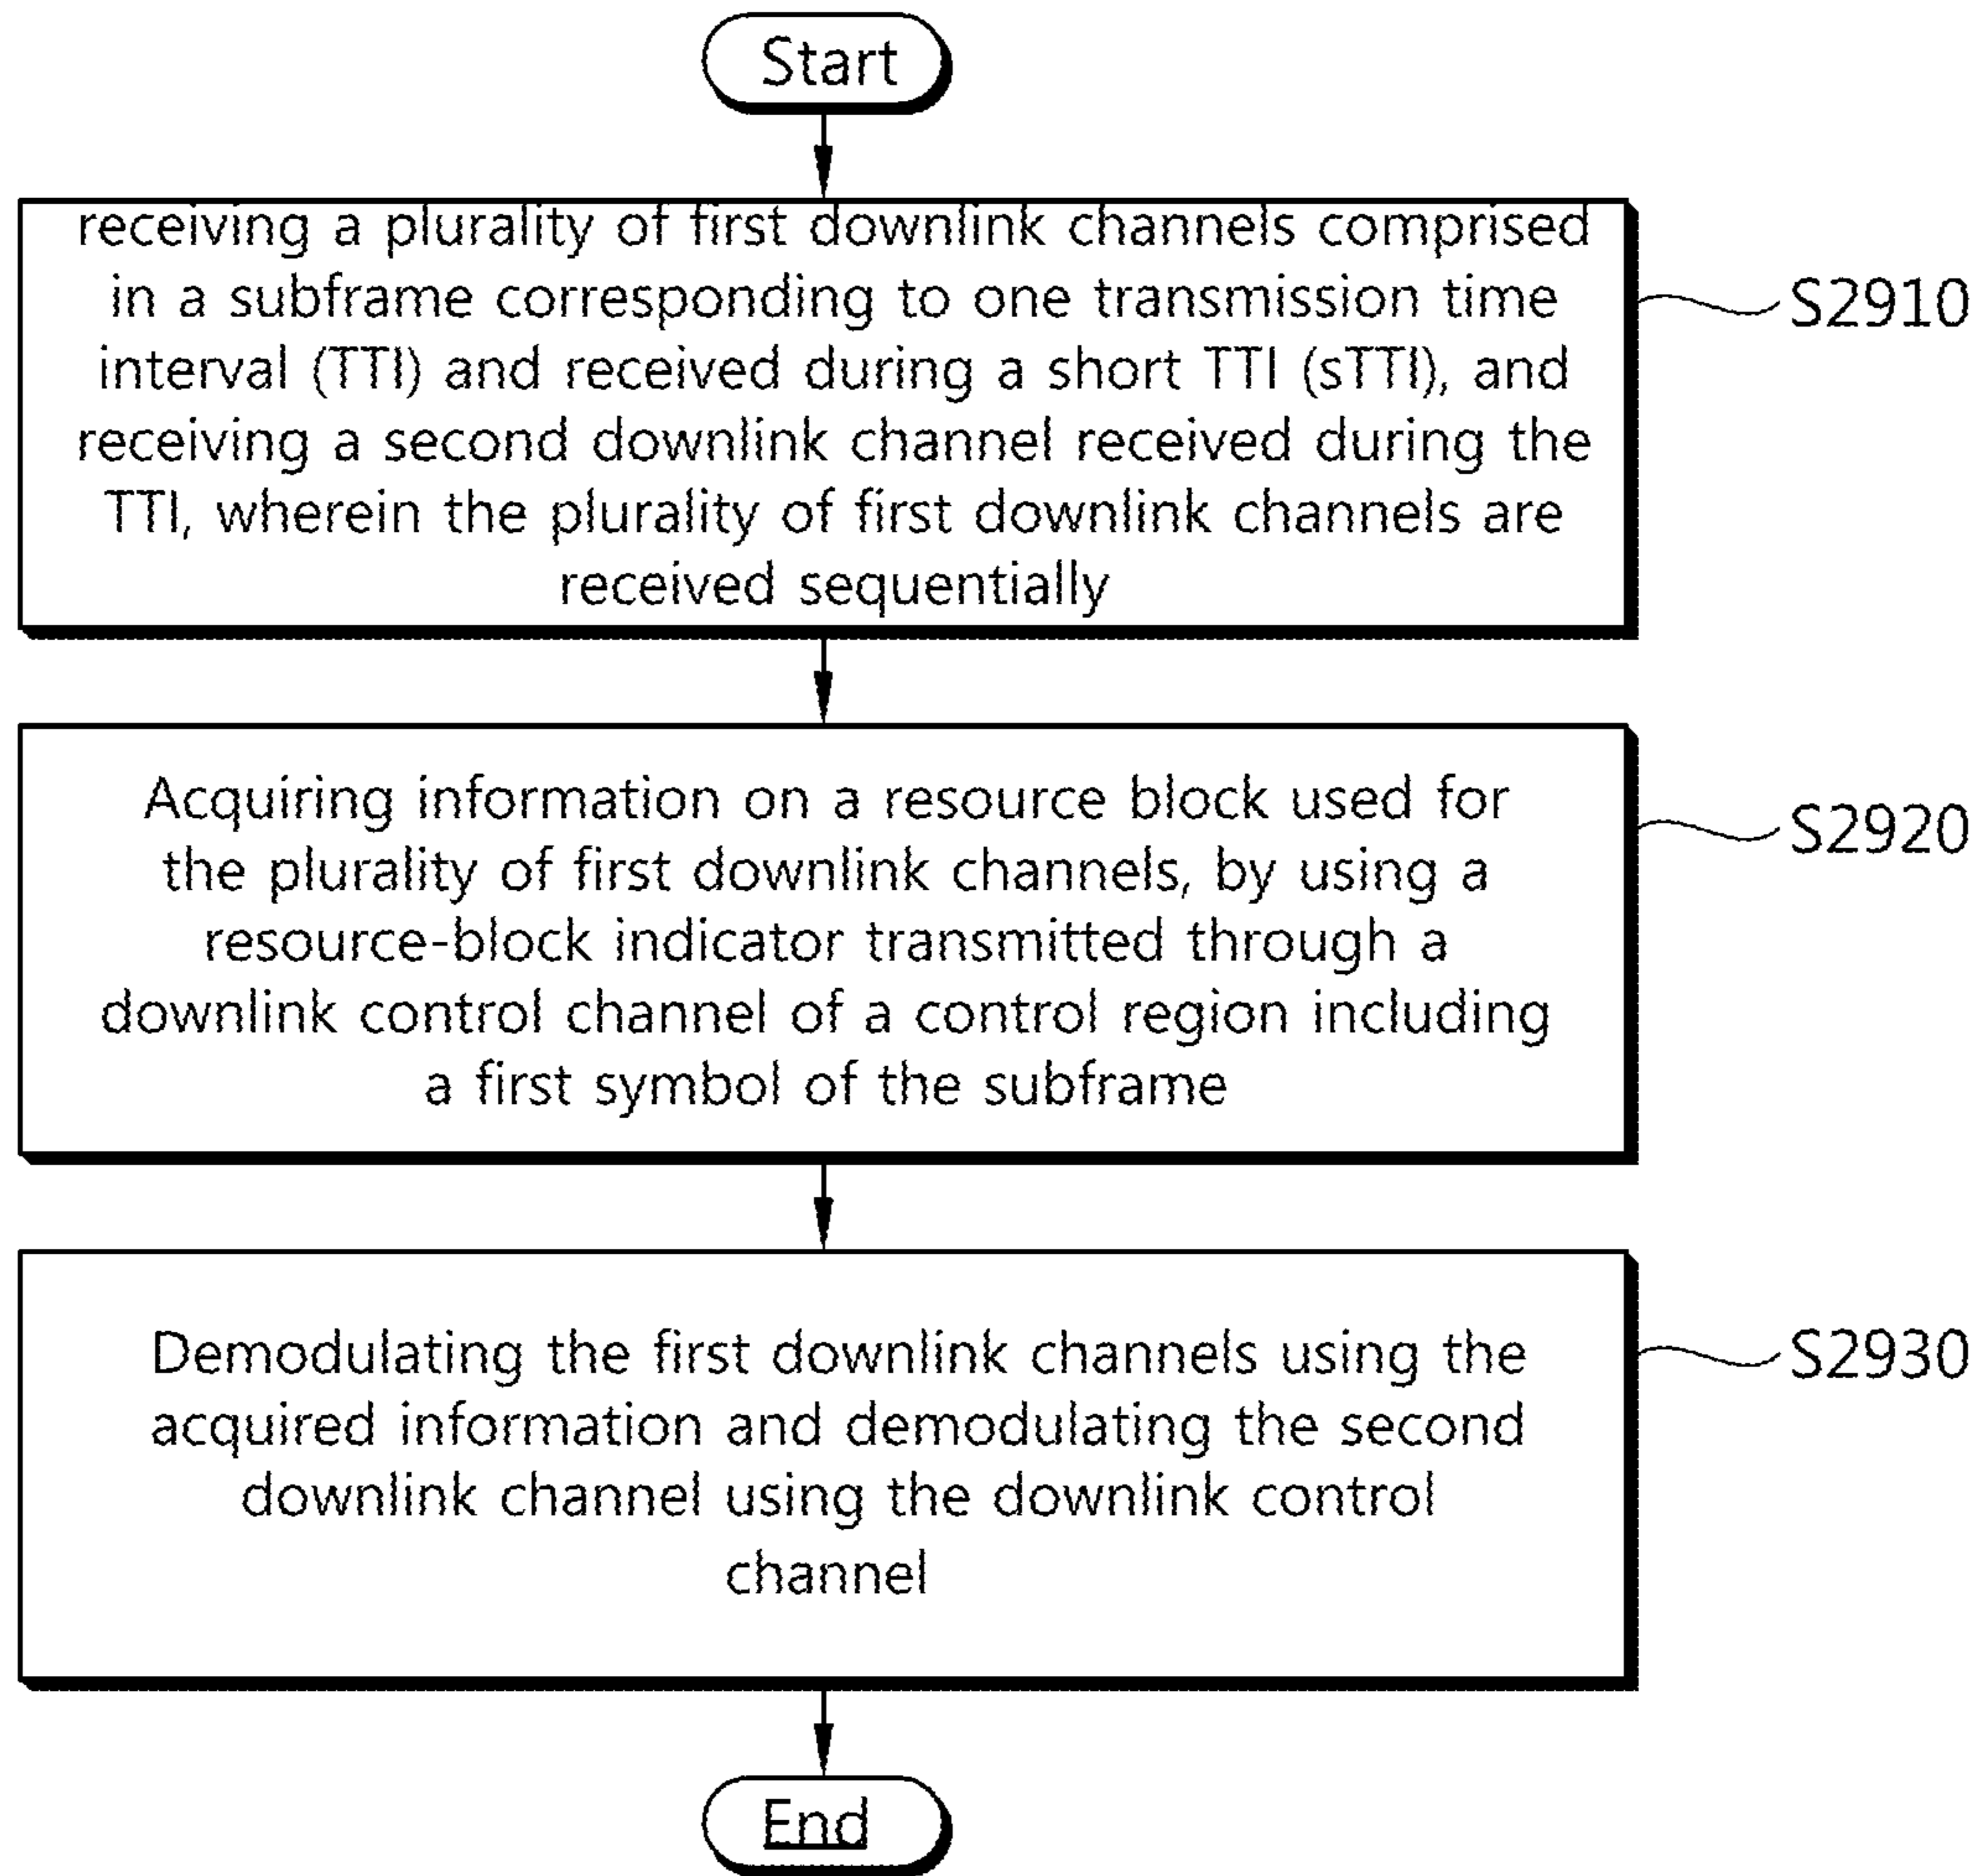 Start
receiving a plurality of first downlink channels comprised
in a subframe corresponding to one transmission time
interval (TTI) and received during a short TTI (sTTI), and
receiving a second downlink channel received during the
TTI, wherein the plurality of first downlink channels are
received sequentially
S2910
Acquiring information on a resource block used for
the plurality of first downlink channels, by using a
resource-block indicator transmitted through a
downlink control channel of a control region including
a first symbol of the subframe
S2920
Demodulating the first downlink channels using the
acquired information and demodulating the second
downlink channel using the downlink control
channel
S2930
End